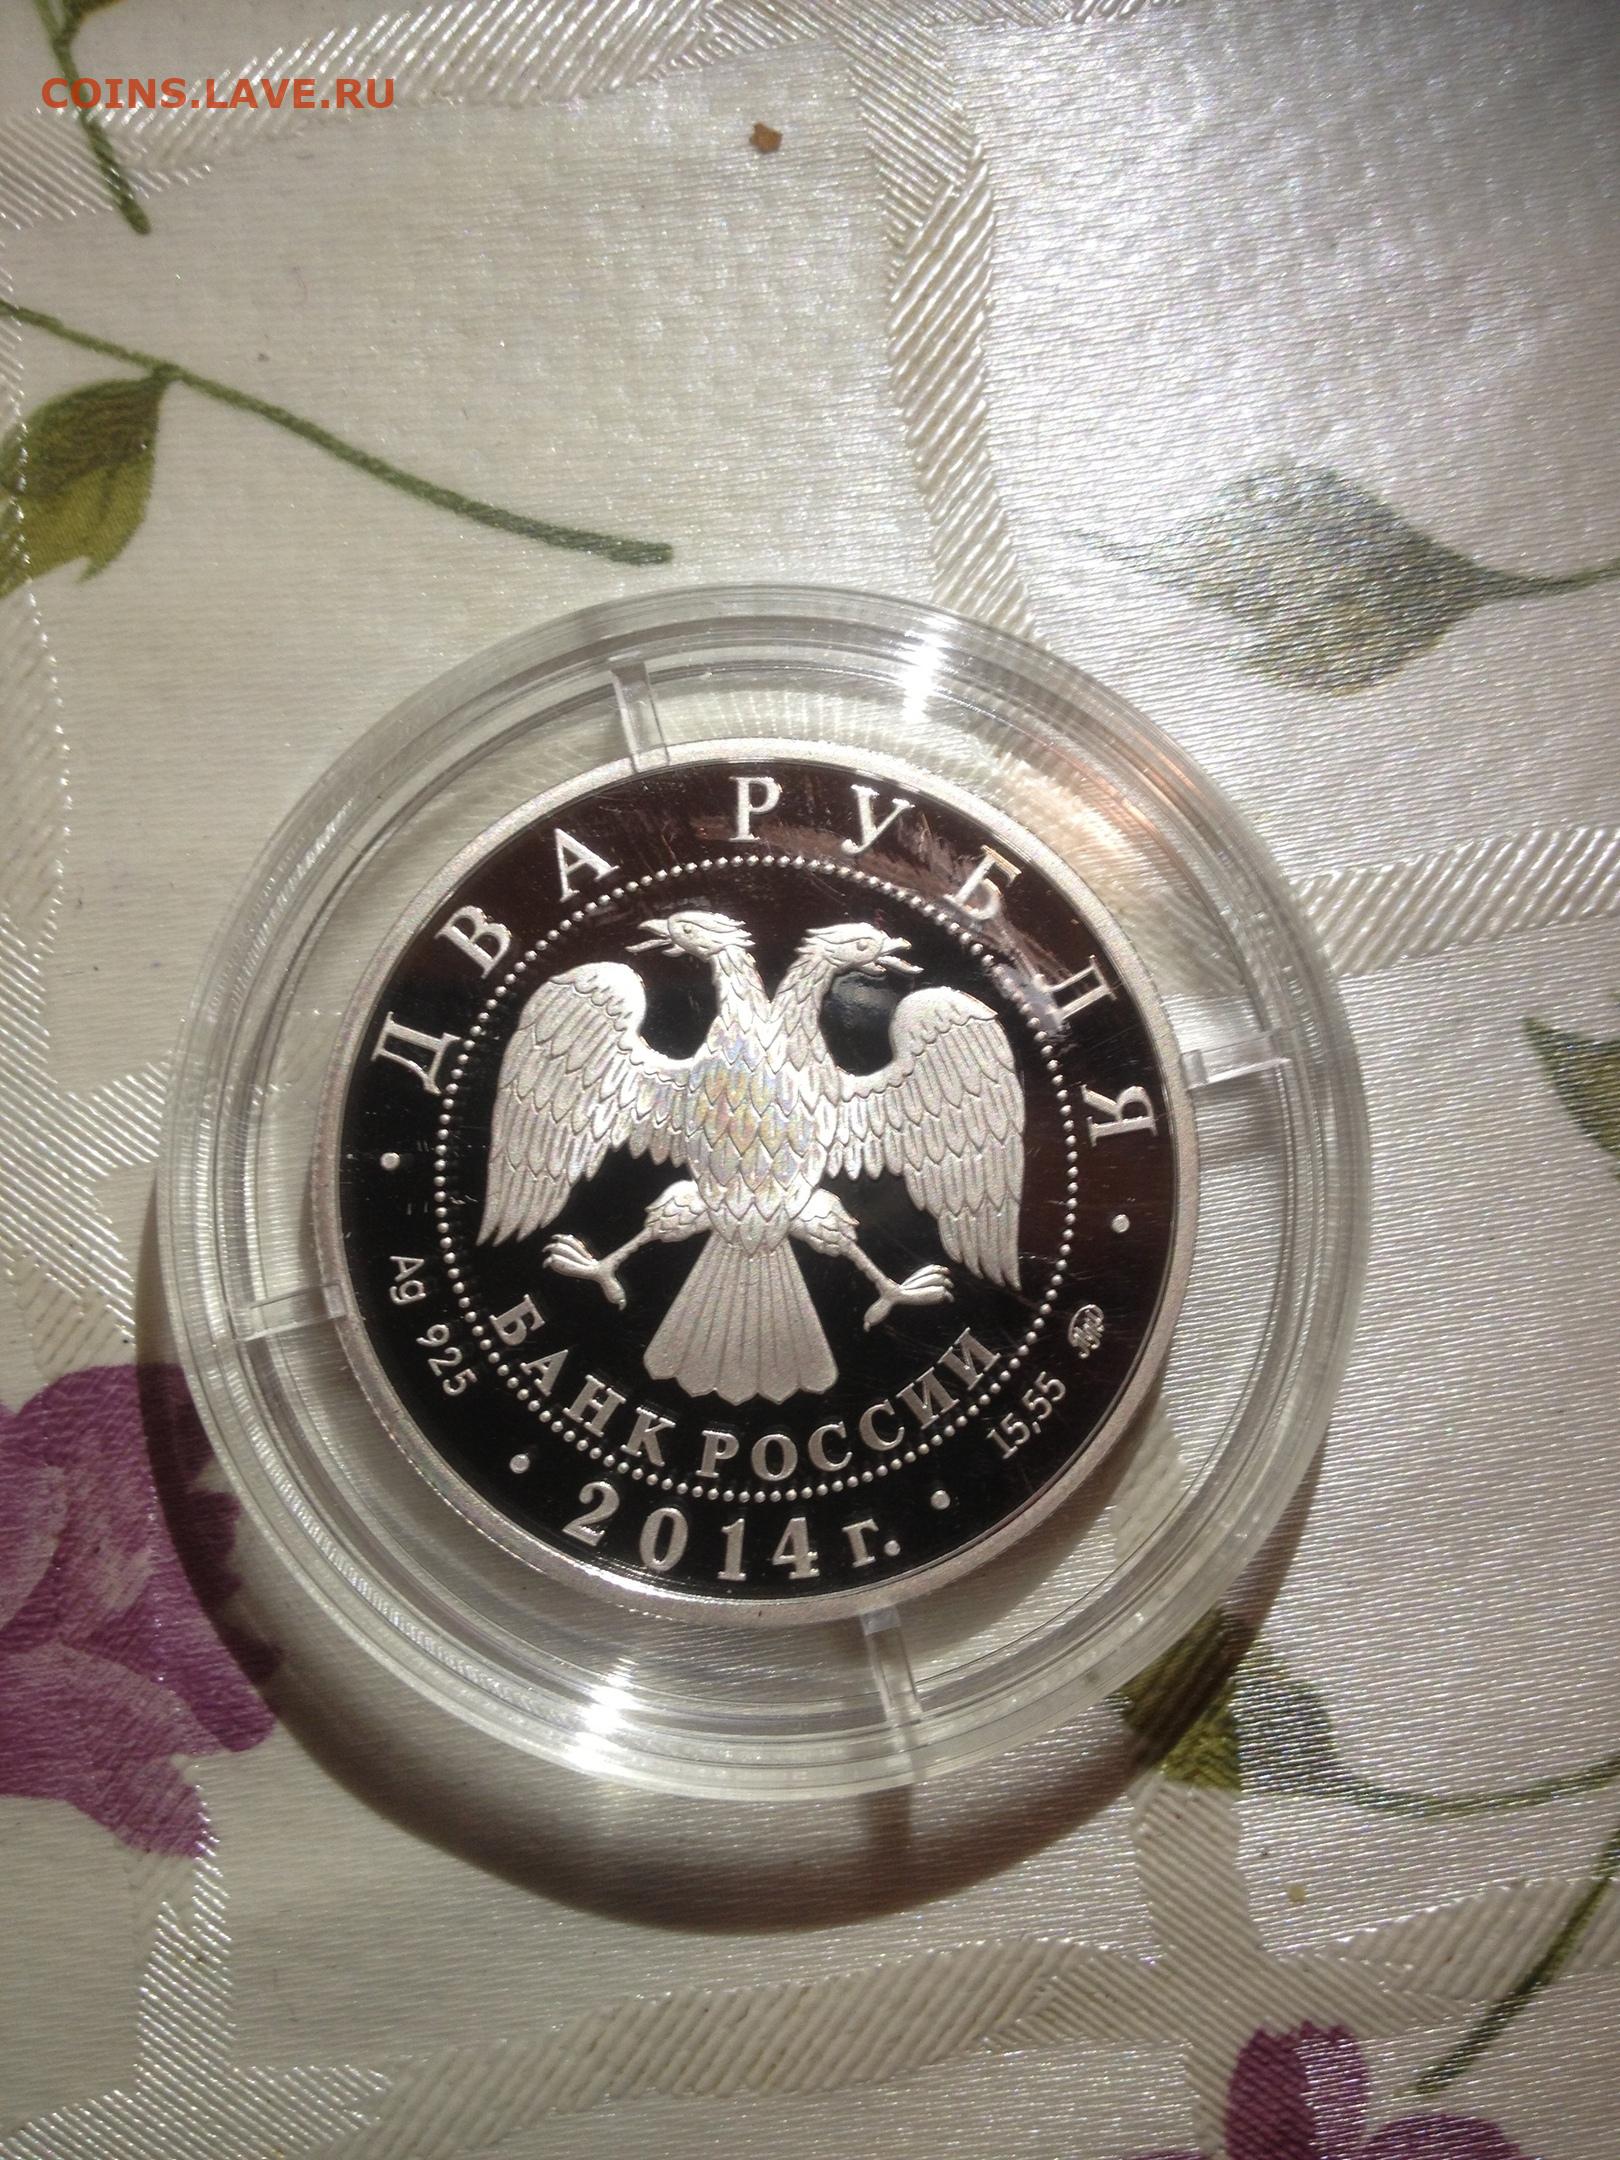 COINS.LAVE.RU
ДВА РУБЛЯ
БАНК РОССИИ
Ag 925
15,55
2014 г.